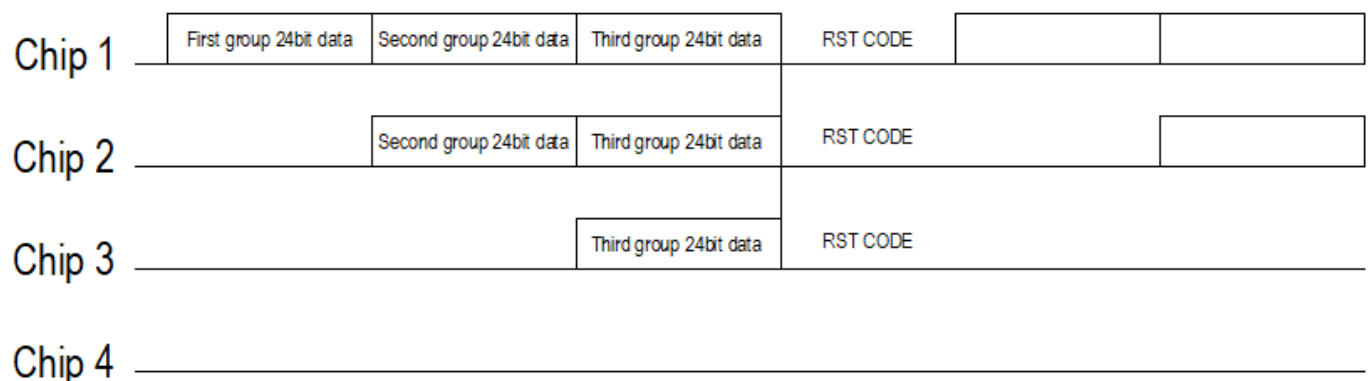 Chip 1 First group 24bit data Second group 24bit data Third group 24bit data RST CODE
Chip 2 Second group 24bit data Third group 24bit data RST CODE
Chip 3 Third group 24bit data RST CODE
Chip 4